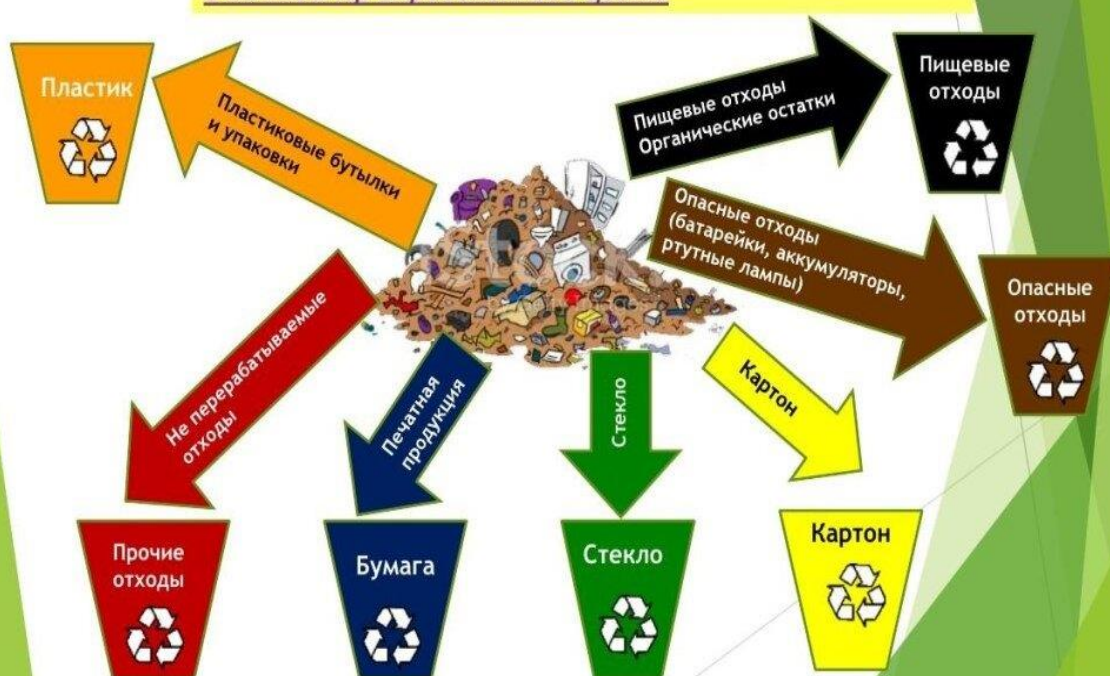 Пластик
Пластиковые бутылки
и упаковки
Пищевые отходы
Органические остатки
Пищевые
отходы
Опасные отходы
(батарейки, аккумуляторы,
ртутные лампы)
Опасные
отходы
Не перерабатываемые
отходы
Печатная
продукция
Стекло
Картон
Прочие
отходы
Бумага
Стекло
Картон